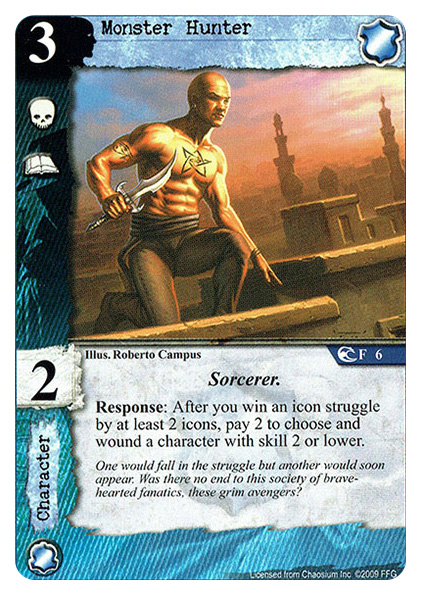 3
Monster Hunter
Illus. Roberto Campus
F 6
2
Character
Sorcerer.
Response: After you win an icon struggle
by at least 2 icons, pay 2 to choose and
wound a character with skill 2 or lower.
One would fall in the struggle but another would soon
appear. Was there no end to this society of brave-
hearted fanatics, these grim avengers?
Licensed from Chaosium Inc. ©2009 FFG